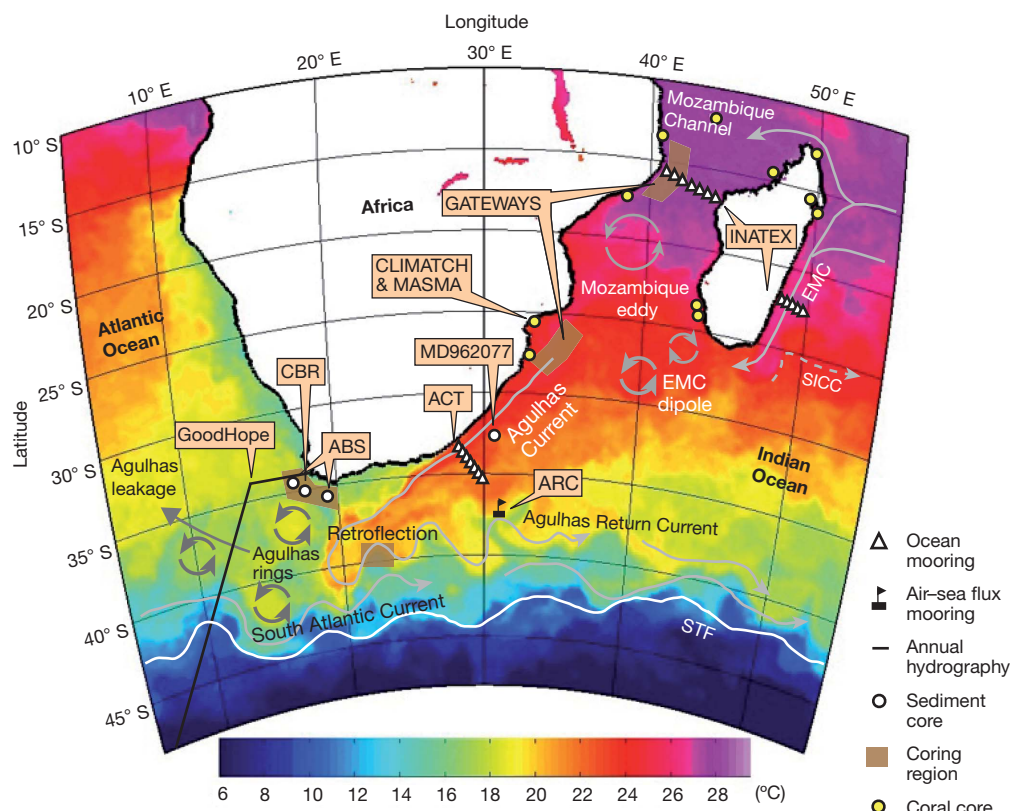 Longitude
10° E
20° E
30° E
40° E
50° E
10° S
15° S
20° S
25° S
30° S
35° S
40° S
45° S
Latitude
Mozambique
Channel
Africa
GATEWAYS
INATEX
CLIMATCH
& MASMA
Mozambique
eddy
EMC
Atlantic
Ocean
MD962077
CBR
EMC
dipole
SICC
ACT
Agulhas
Current
GoodHope
ABS
Indian
Ocean
Agulhas
leakage
ARC
Agulhas Return Current
Retroflection
Agulhas
rings
South Atlantic Current
STF
Ocean
mooring
Air–sea flux
mooring
Annual
hydrography
Sediment
core
Coring
region
Coral core
6 8 10 12 14 16 18 20 22 24 26 28 (°C)